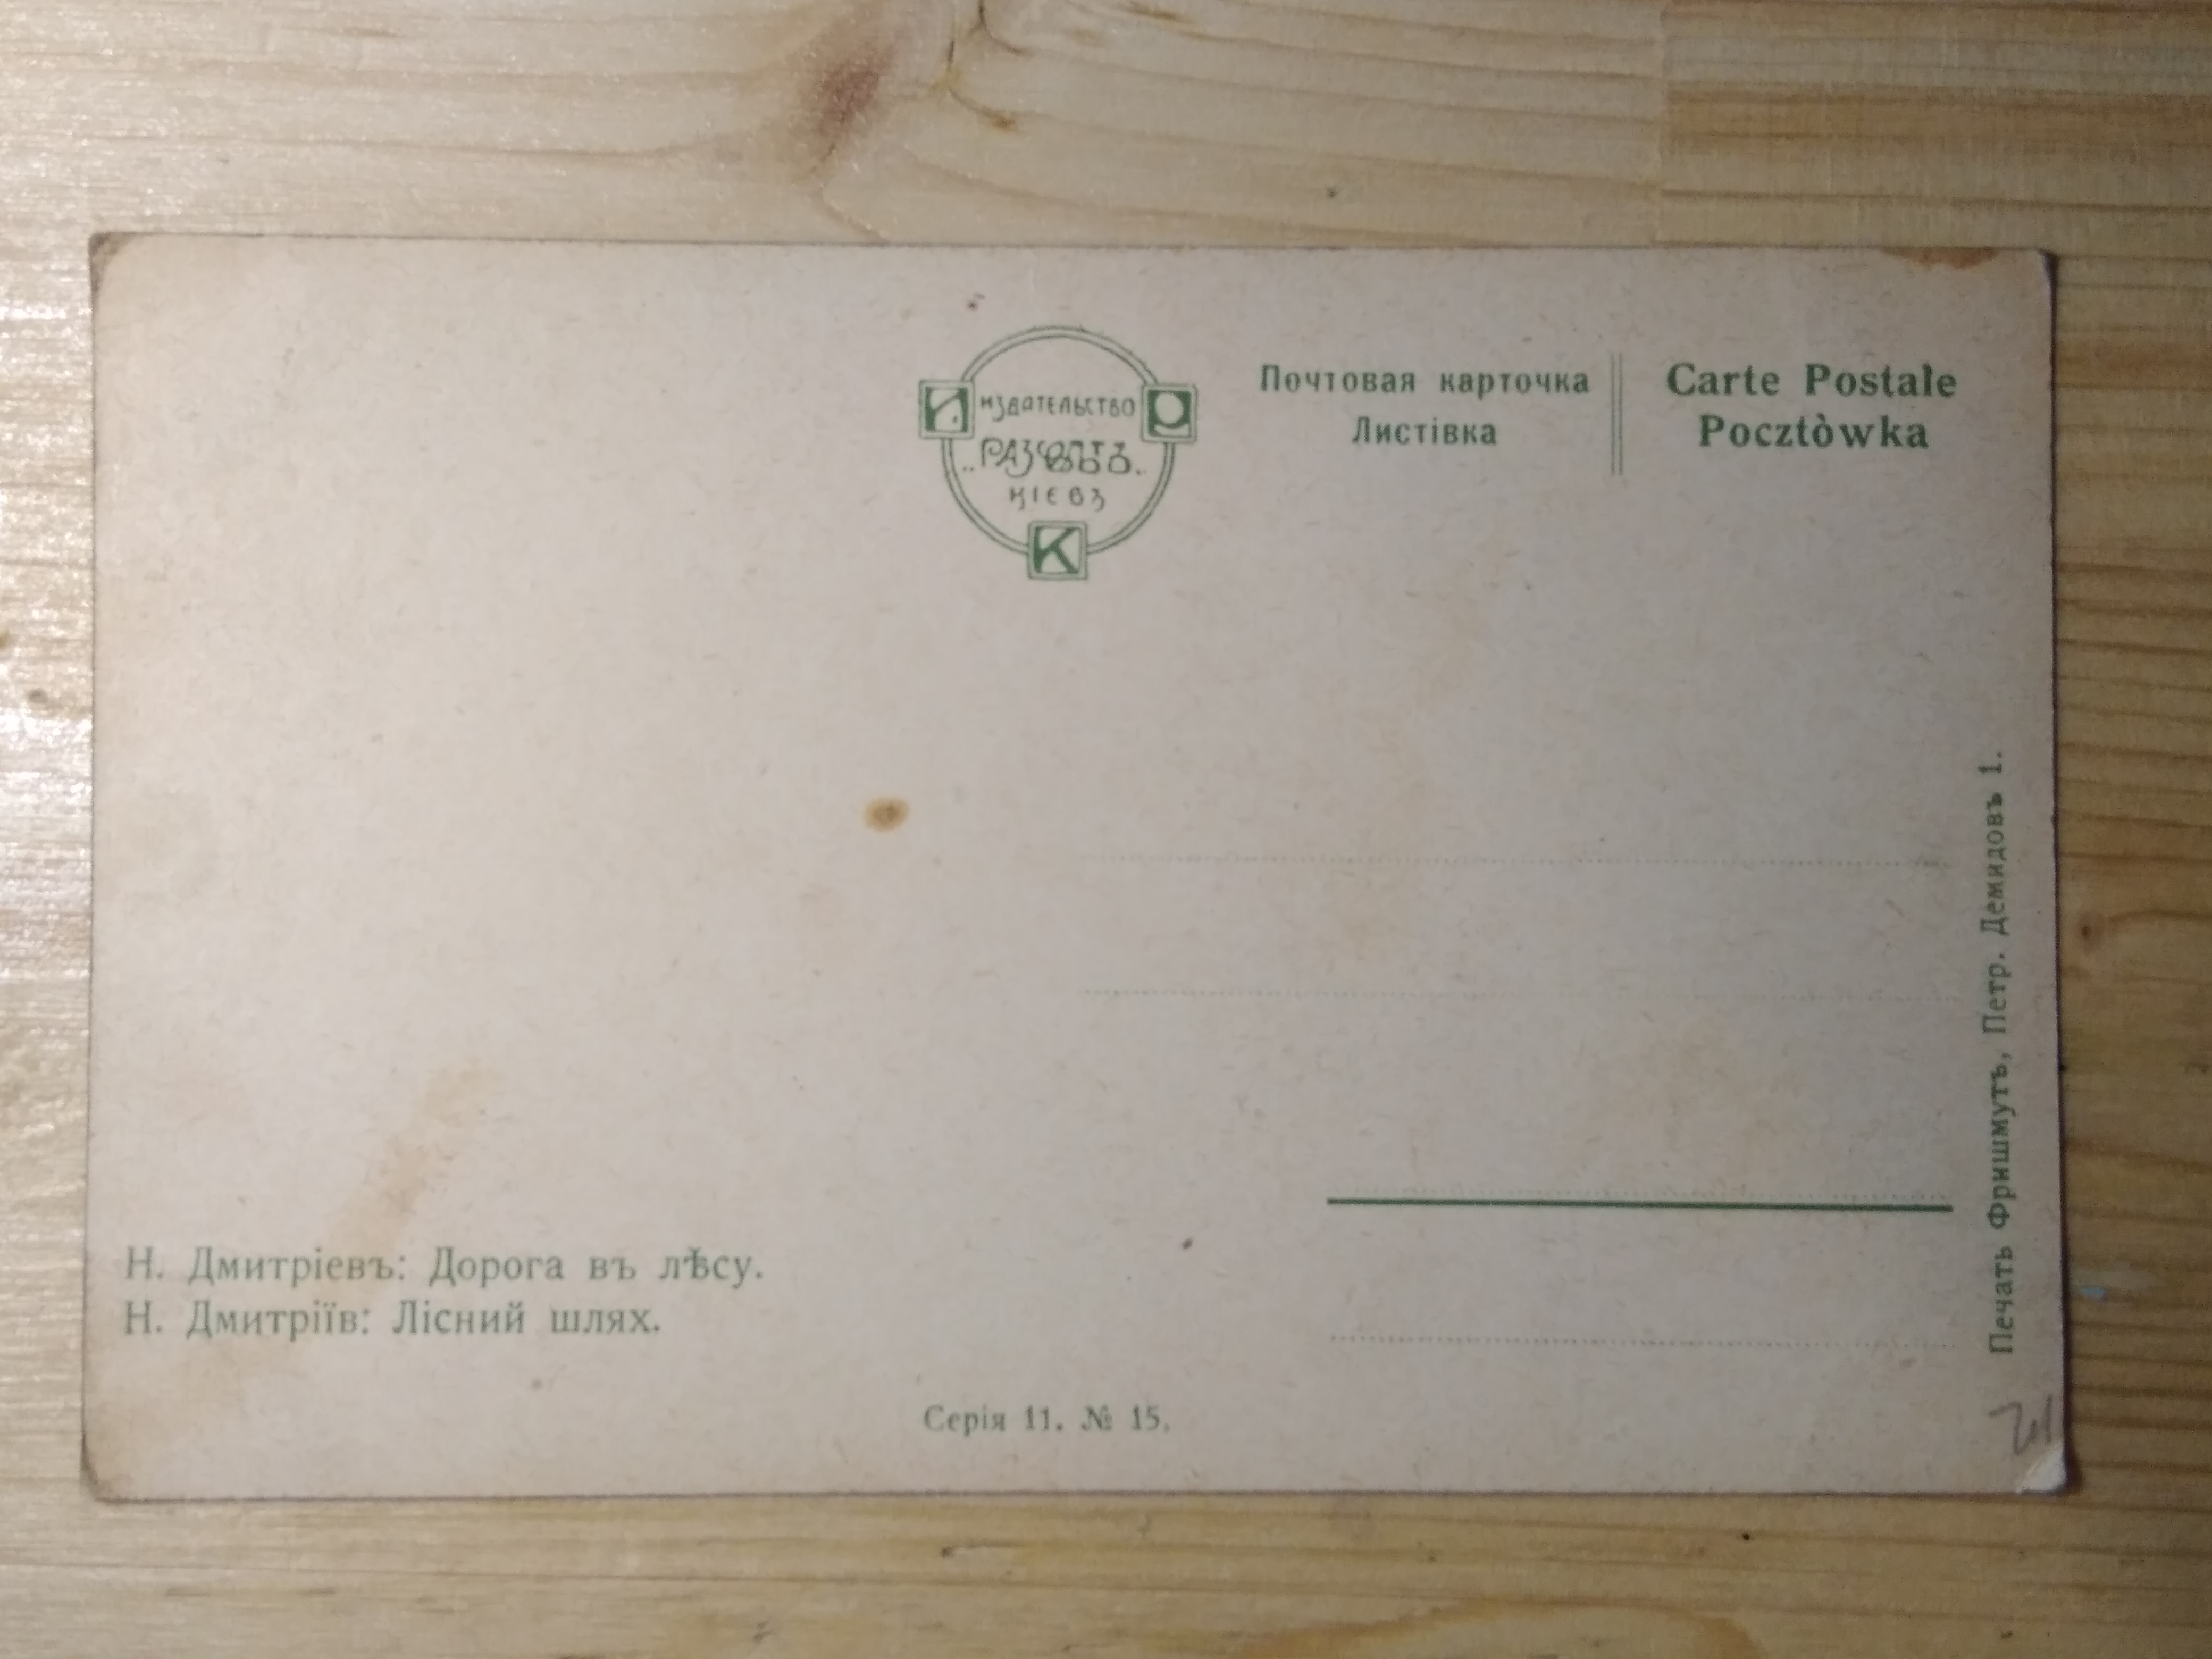 И Издательство Р
„Разсвѣтъ"
Кіевъ
К
Почтовая карточка
Листівка
Carte Postale
Pocztòwka
Печать Фришмутъ, Петр. Демидовъ 1.
Н. Дмитріевъ: Дорога въ лѣсу.
Н. Дмитріїв: Лісний шлях.
Серія 11. № 15.